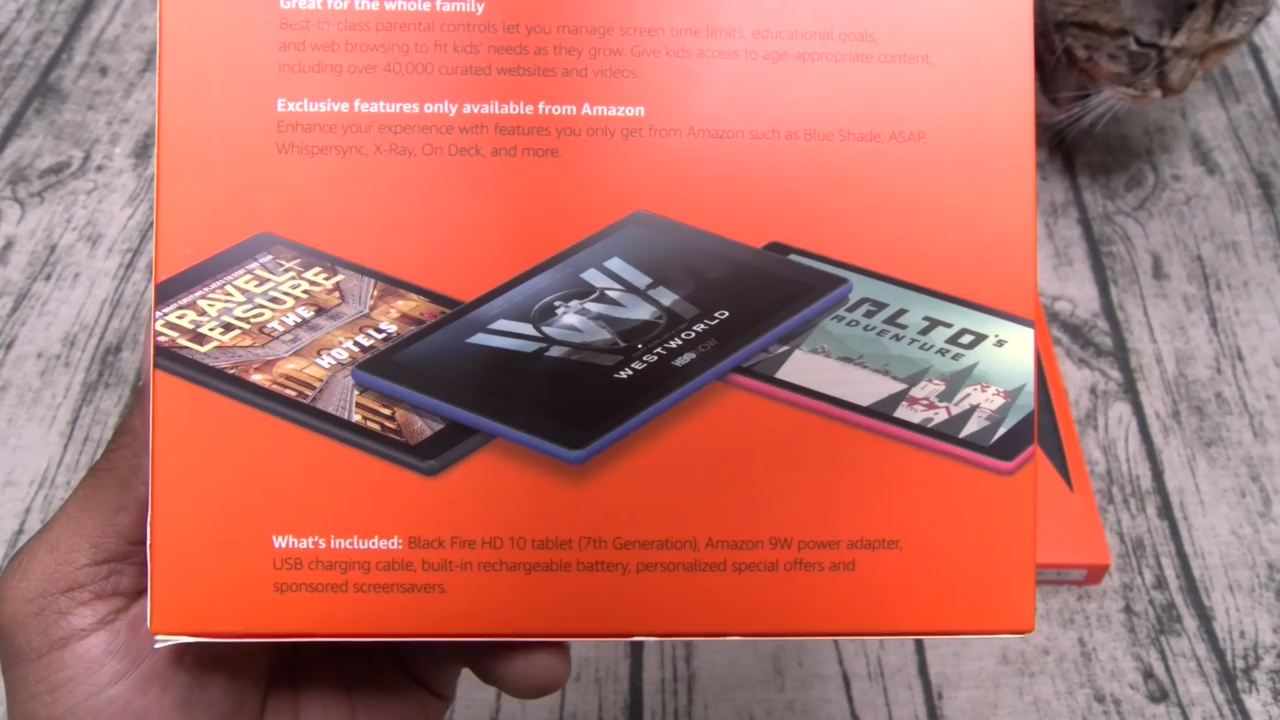 Great for the whole family
Best-in-class parental controls let you manage screen time limits, educational goals,
and web browsing to fit kids' needs as they grow. Give kids access to age-appropriate content,
including over 40,000 curated websites and videos.
Exclusive features only available from Amazon
Enhance your experience with features you only get from Amazon such as Blue Shade, ASAP,
Whispersync, X-Ray, On Deck, and more.
TRAVEL+
LEISURE
THE
MOTELS
WESTWORLD
HBO NOW
ALTO'S
ADVENTURE
What's included: Black Fire HD 10 tablet (7th Generation), Amazon 9W power adapter,
USB charging cable, built-in rechargeable battery, personalized special offers and
sponsored screensavers.